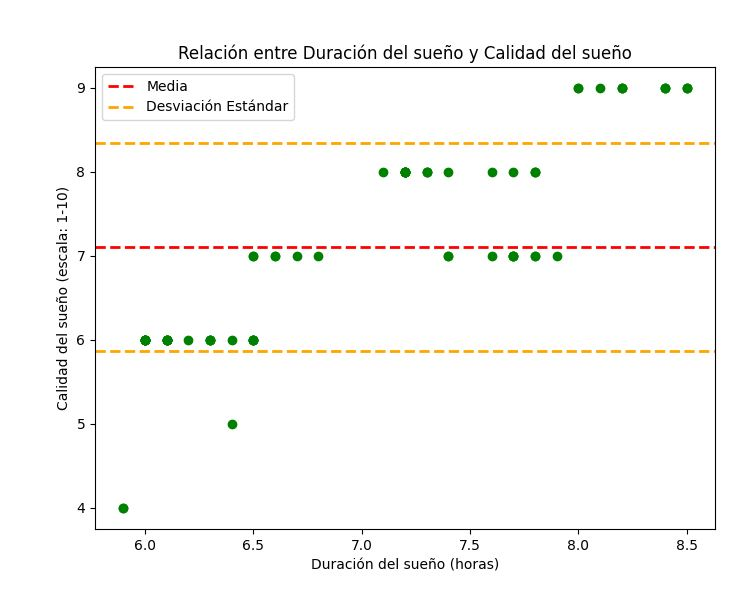 Relación entre Duración del sueño y Calidad del sueño
Media
Desviación Estándar
9
8
7
6
5
4
Calidad del sueño (escala: 1-10)
6.0 6.5 7.0 7.5 8.0 8.5
Duración del sueño (horas)